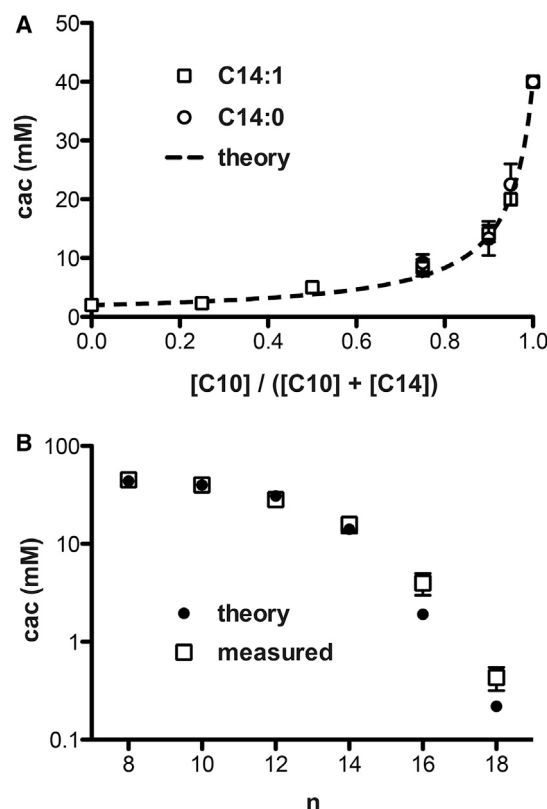 A
50
40
30
20
10
0
cac (mM)
C14:1
C14:0
theory
0.0 0.2 0.4 0.6 0.8 1.0
[C10] / ([C10] + [C14])
B
100
10
1
0.1
cac (mM)
theory
measured
8 10 12 14 16 18
n